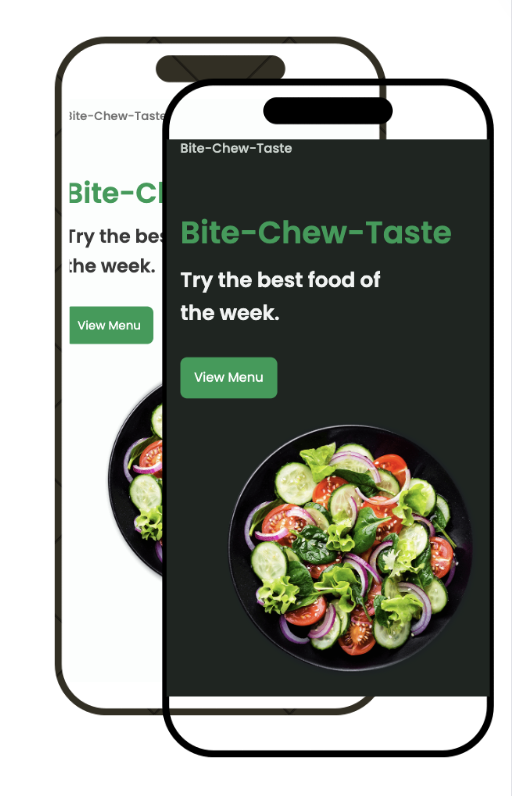 Bite-Chew-Taste
Bite-Ch
Try the bes
the week.
View Menu
Bite-Chew-Taste
Bite-Chew-Taste
Try the best food of
the week.
View Menu